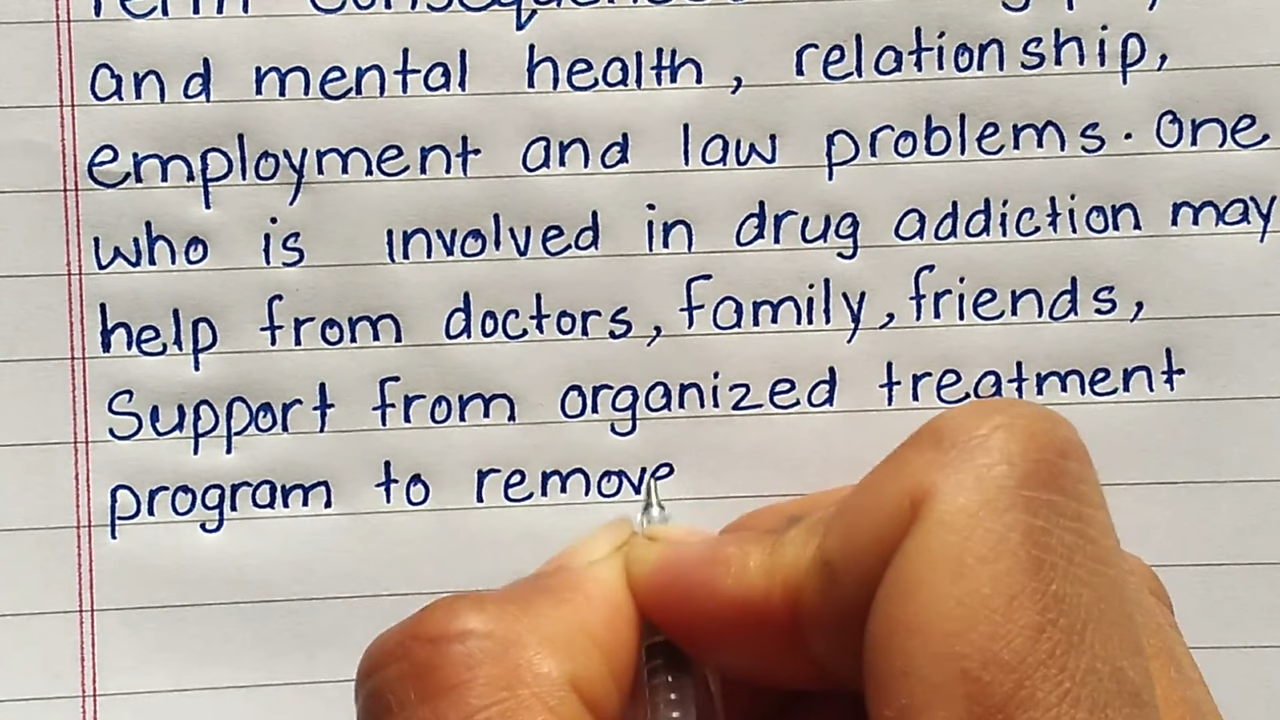 and mental health, relationship,
employment and law problems. One
who is involved in drug addiction may
help from doctors, family, friends,
Support from organized treatment
program to remove